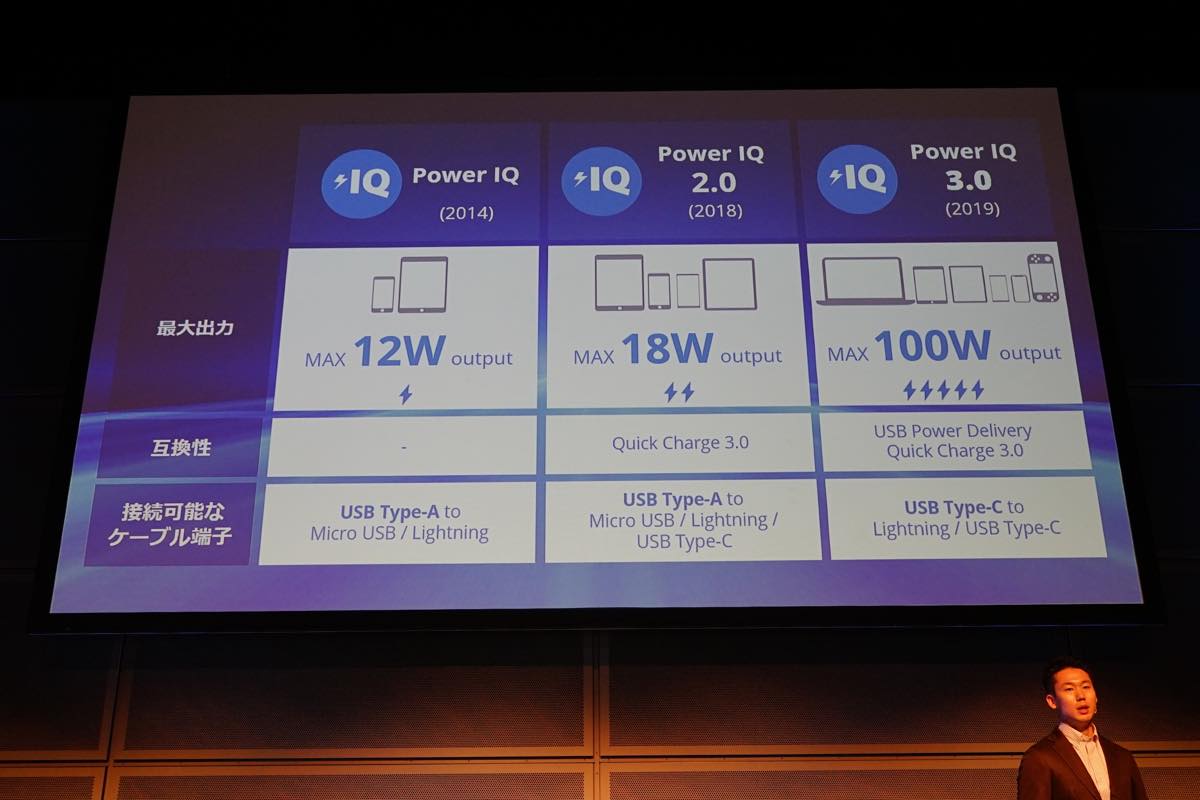 IQ
Power IQ
(2014)
IQ
Power IQ
2.0
(2018)
IQ
Power IQ
3.0
(2019)
最大出力
MAX 12W output
MAX 18W output
MAX 100W output
互換性
-
Quick Charge 3.0
USB Power Delivery
Quick Charge 3.0
接続可能な
ケーブル端子
USB Type-A to
Micro USB / Lightning
USB Type-A to
Micro USB / Lightning /
USB Type-C
USB Type-C to
Lightning / USB Type-C